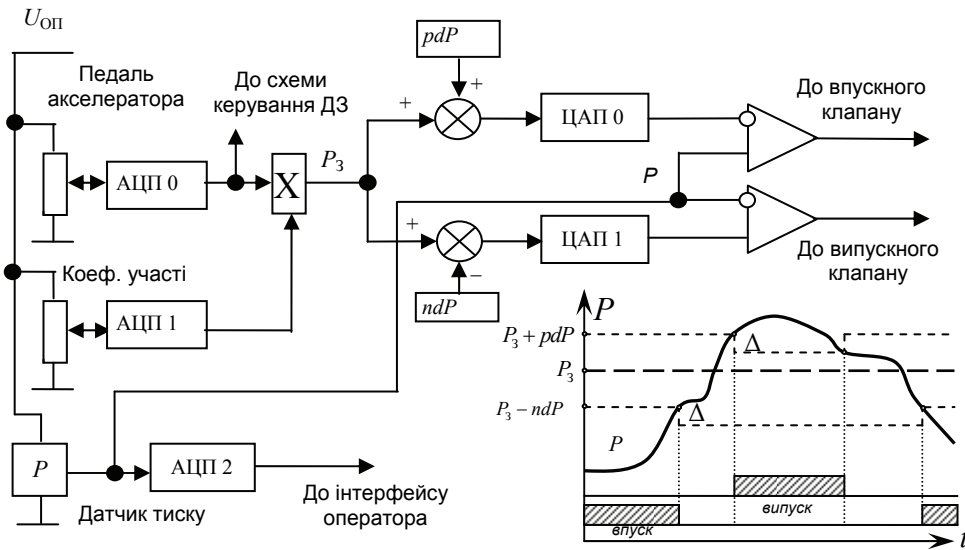 U_ОП
Педаль
акселератора
До схеми
керування ДЗ
pdP
+
+
ЦАП 0
До впускного
клапану
АЦП 0
X
P_З
P
+
−
ЦАП 1
До випускного
клапану
ndP
Коеф. участі
АЦП 1
P
АЦП 2
Датчик тиску
До інтерфейсу
оператора
P
P_З + pdP
Δ
P_З
P_З − ndP
Δ
P
випуск
впуск
t